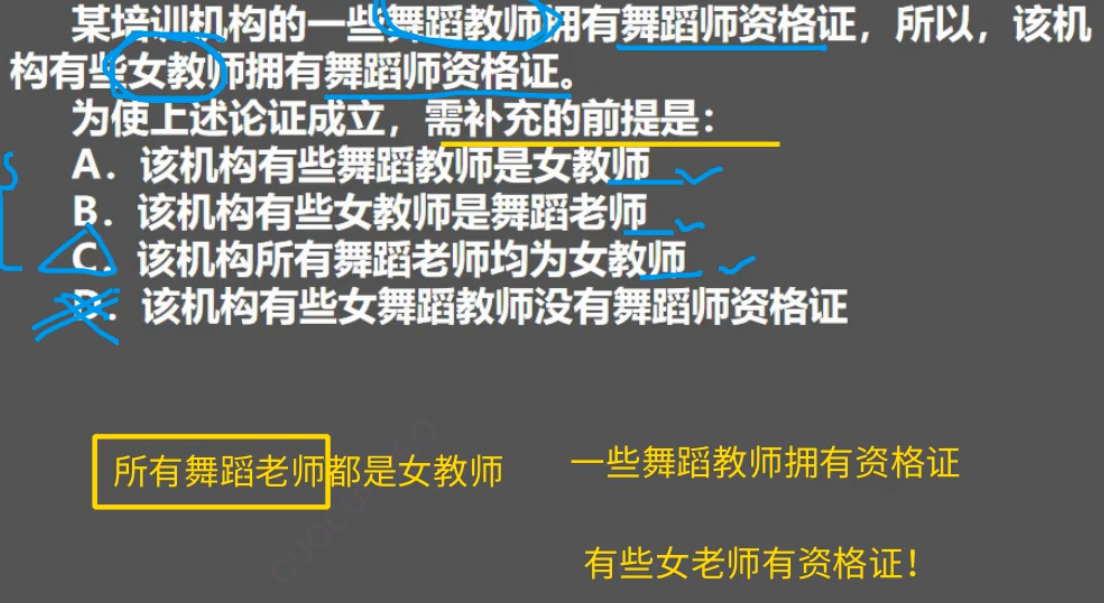 某培训机构的一些舞蹈教师拥有舞蹈师资格证，所以，该机
构有些女教师拥有舞蹈师资格证。
为使上述论证成立，需补充的前提是：
A．该机构有些舞蹈教师是女教师
B．该机构有些女教师是舞蹈老师
C．该机构所有舞蹈老师均为女教师
D．该机构有些女舞蹈教师没有舞蹈师资格证
所有舞蹈老师都是女教师
一些舞蹈教师拥有资格证
有些女老师有资格证！